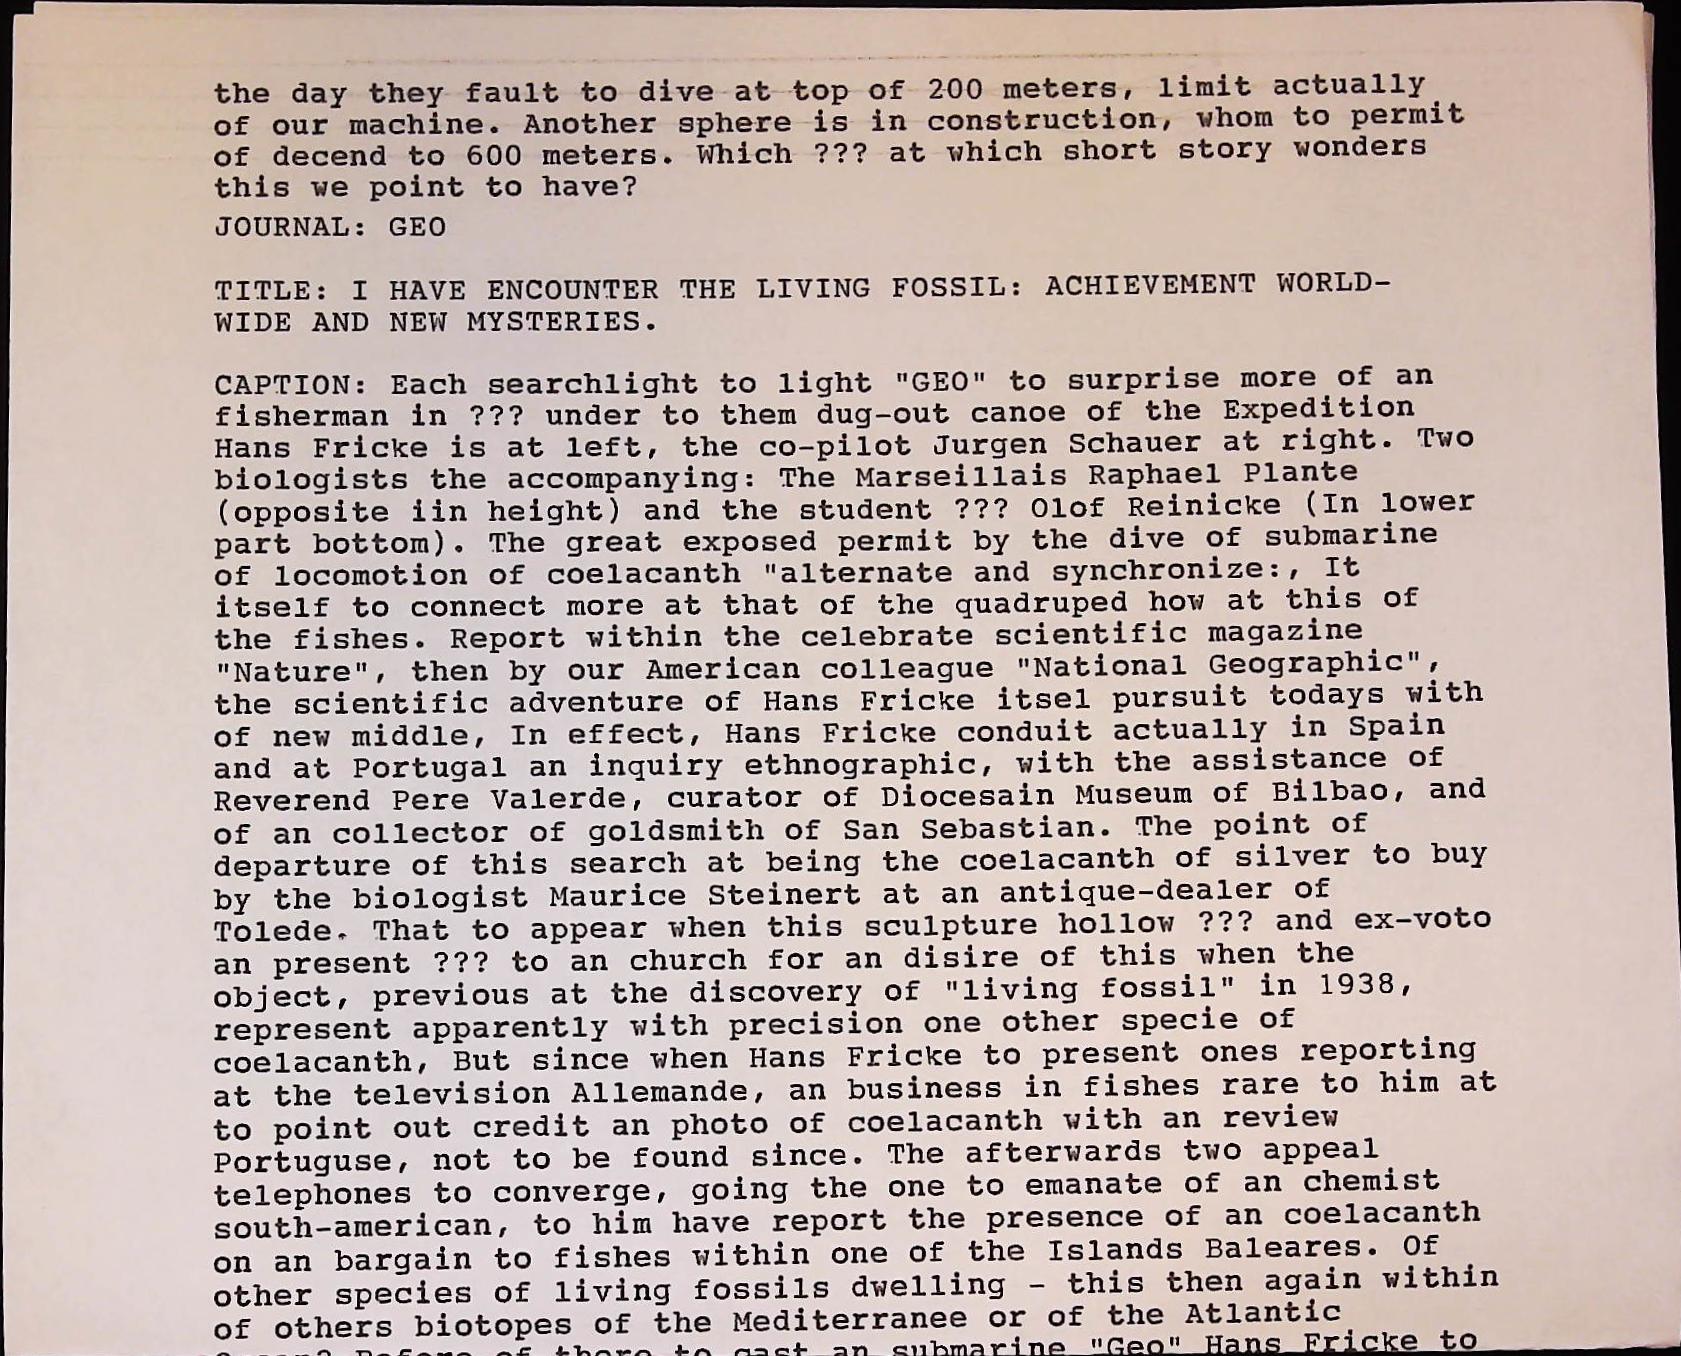 the day they fault to dive at top of 200 meters, limit actually
of our machine. Another sphere is in construction, whom to permit
of decend to 600 meters. Which ??? at which short story wonders
this we point to have?
JOURNAL: GEO
TITLE: I HAVE ENCOUNTER THE LIVING FOSSIL: ACHIEVEMENT WORLD-
WIDE AND NEW MYSTERIES.
CAPTION: Each searchlight to light "GEO" to surprise more of an
fisherman in ??? under to them dug-out canoe of the Expedition
Hans Fricke is at left, the co-pilot Jurgen Schauer at right. Two
biologists the accompanying: The Marseillais Raphael Plante
(opposite iin height) and the student ??? Olof Reinicke (In lower
part bottom). The great exposed permit by the dive of submarine
of locomotion of coelacanth "alternate and synchronize:, It
itself to connect more at that of the quadruped how at this of
the fishes. Report within the celebrate scientific magazine
"Nature", then by our American colleague "National Geographic",
the scientific adventure of Hans Fricke itsel pursuit todays with
of new middle, In effect, Hans Fricke conduit actually in Spain
and at Portugal an inquiry ethnographic, with the assistance of
Reverend Pere Valerde, curator of Diocesain Museum of Bilbao, and
of an collector of goldsmith of San Sebastian. The point of
departure of this search at being the coelacanth of silver to buy
by the biologist Maurice Steinert at an antique-dealer of
Tolede. That to appear when this sculpture hollow ??? and ex-voto
an present ??? to an church for an disire of this when the
object, previous at the discovery of "living fossil" in 1938,
represent apparently with precision one other specie of
coelacanth, But since when Hans Fricke to present ones reporting
at the television Allemande, an business in fishes rare to him at
to point out credit an photo of coelacanth with an review
Portuguse, not to be found since. The afterwards two appeal
telephones to converge, going the one to emanate of an chemist
south-american, to him have report the presence of an coelacanth
on an bargain to fishes within one of the Islands Baleares. Of
other species of living fossils dwelling - this then again within
of others biotopes of the Mediterranee or of the Atlantic
Before of there to cast an submarine "Geo" Hans Fricke to